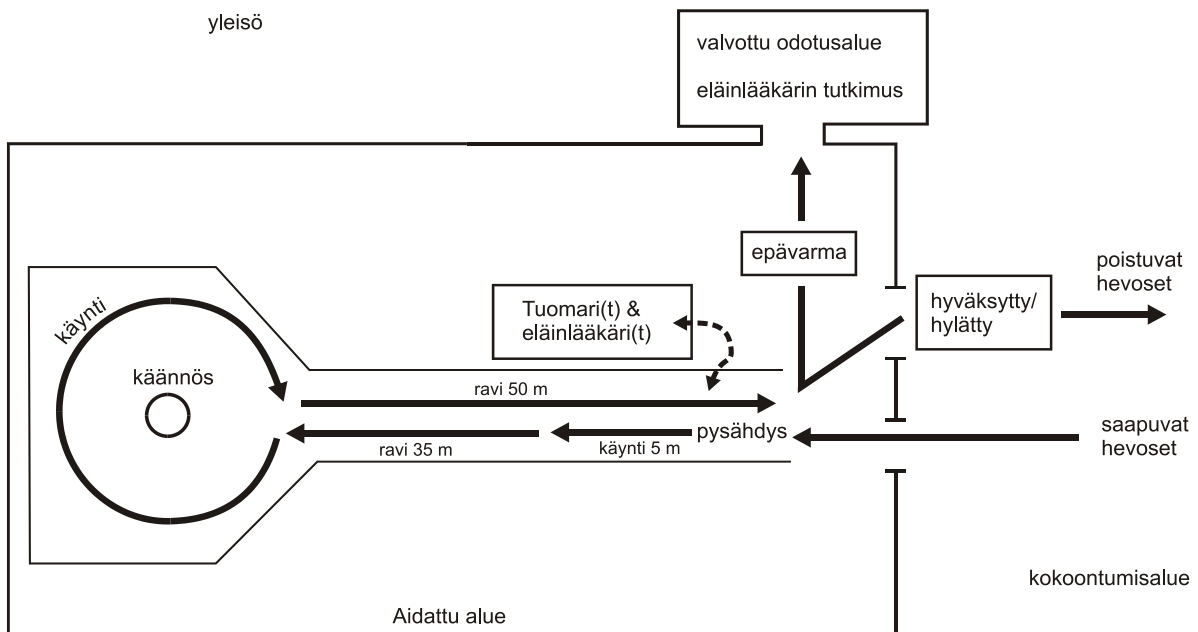 yleisö
valvottu odotusalue
eläinlääkärin tutkimus
epävarma
poistuvat
hevoset
hyväksytty/
hylätty
Tuomari(t) &
eläinlääkäri(t)
käynti
käännös
ravi 50 m
pysähdys
käynti 5 m
ravi 35 m
saapuvat
hevoset
kokoontumisalue
Aidattu alue